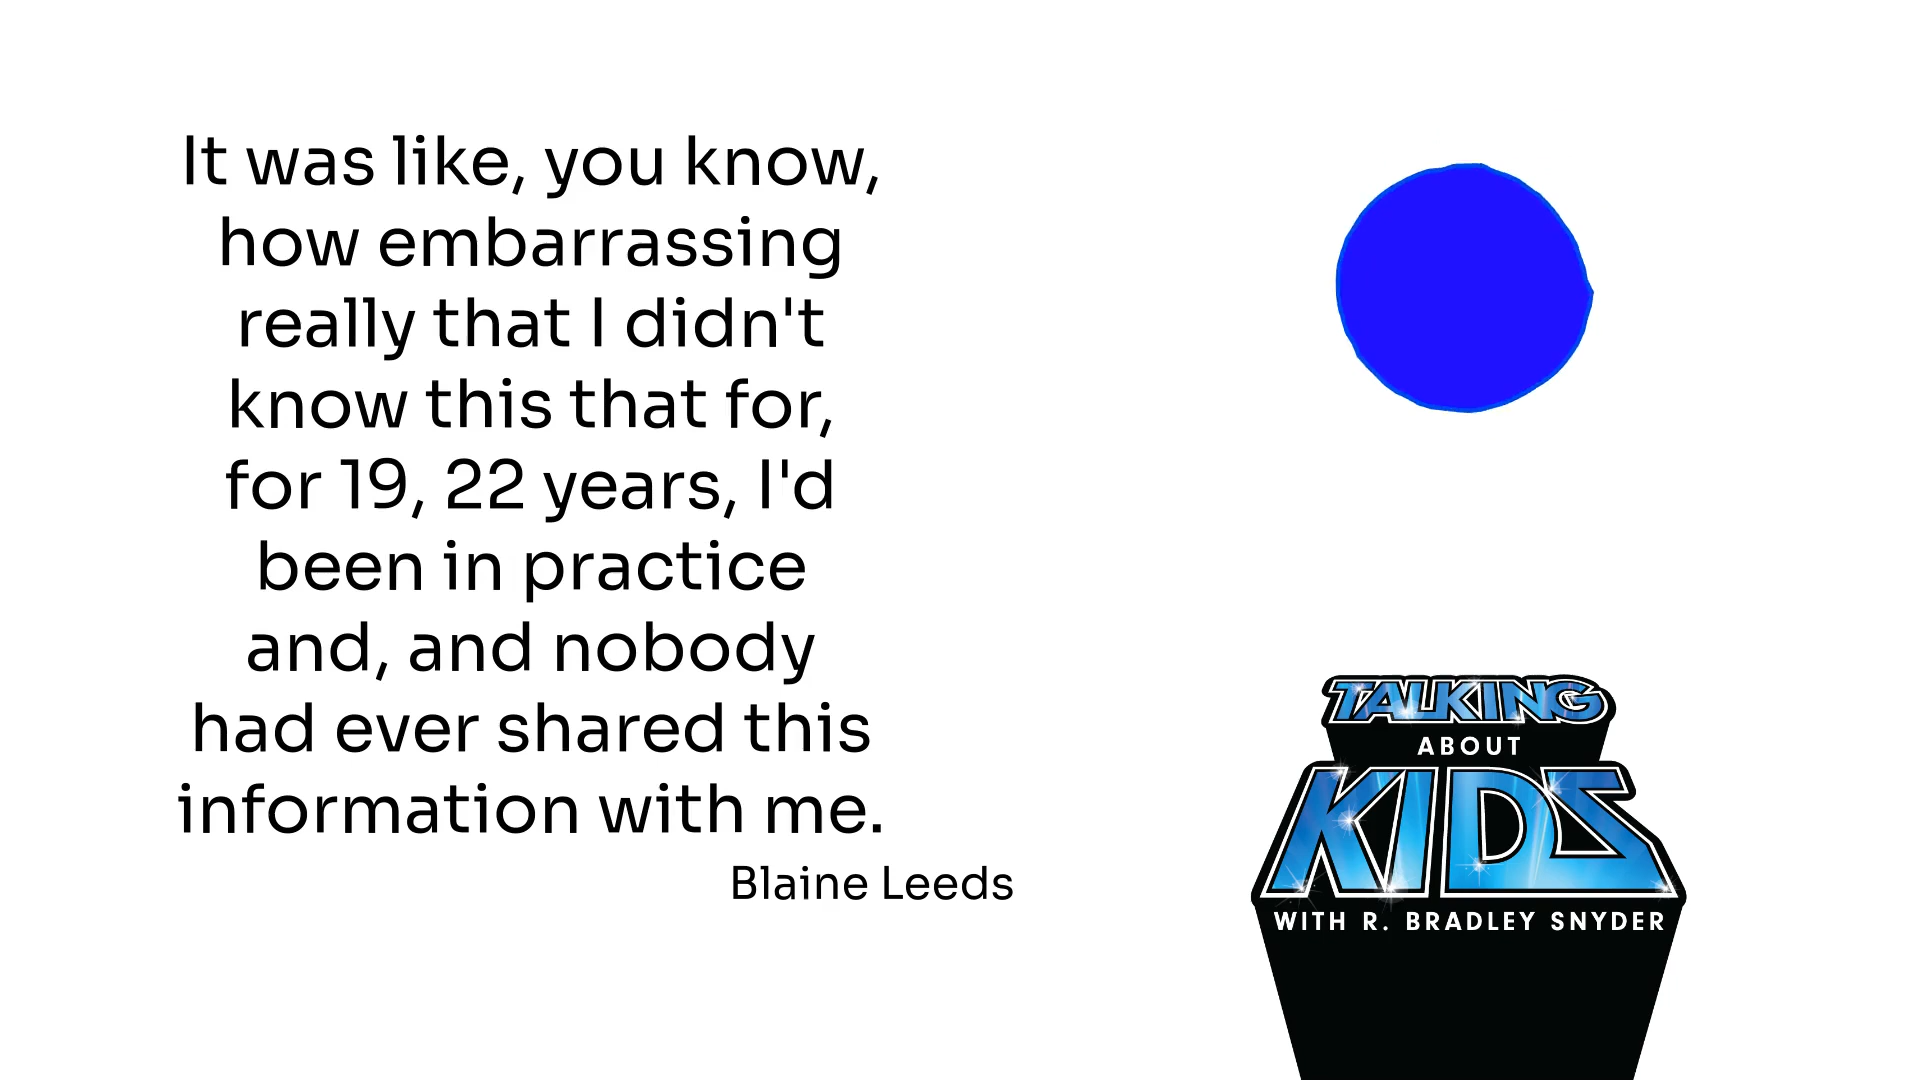 It was like, you know,
how embarrassing
really that I didn't
know this that for,
for 19, 22 years, I'd
been in practice
and, and nobody
had ever shared this
information with me.
Blaine Leeds
TALKING
ABOUT
KIDS
WITH R. BRADLEY SNYDER